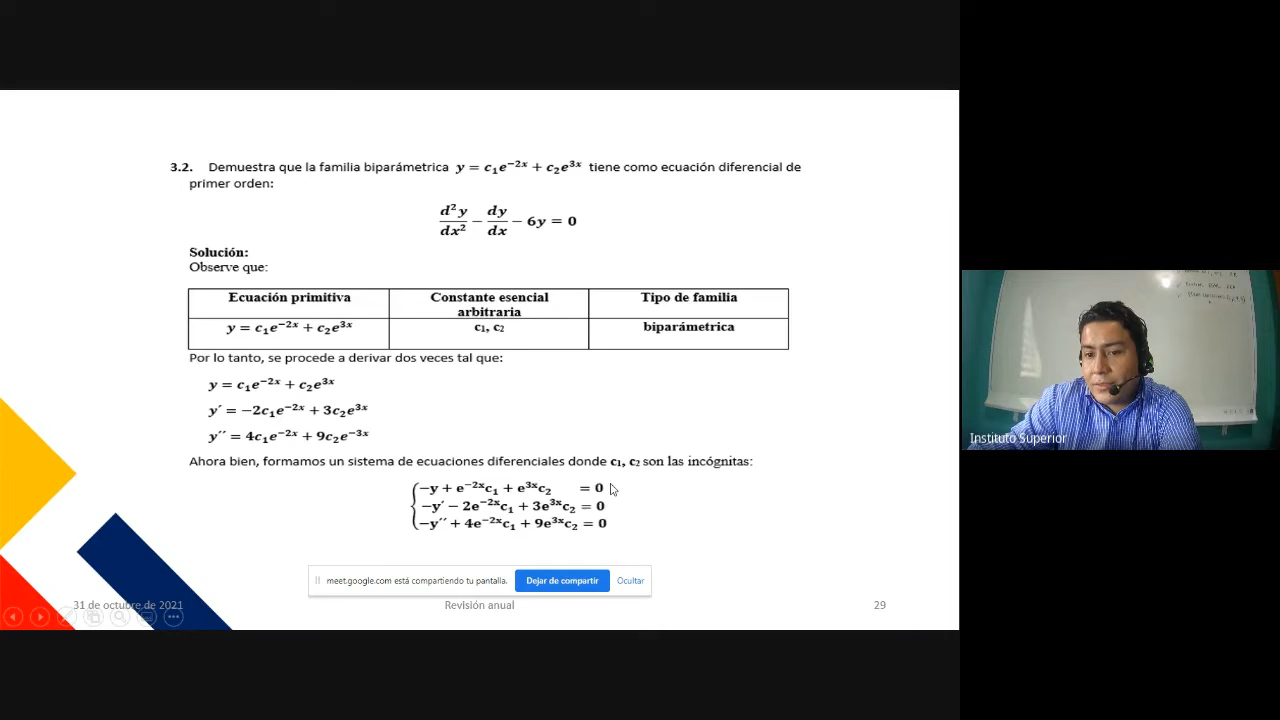 3.2. Demuestra que la familia biparámetrica y = c₁e⁻²ˣ + c₂e³ˣ tiene como ecuación diferencial de
primer orden:
d²y/dx² − dy/dx − 6y = 0
Solución:
Observe que:
Ecuación primitiva Constante esencial arbitraria Tipo de familia
y = c₁e⁻²ˣ + c₂e³ˣ c₁, c₂ biparámetrica
Por lo tanto, se procede a derivar dos veces tal que:
y = c₁e⁻²ˣ + c₂e³ˣ
y´ = −2c₁e⁻²ˣ + 3c₂e³ˣ
y´´ = 4c₁e⁻²ˣ + 9c₂e⁻³ˣ
Ahora bien, formamos un sistema de ecuaciones diferenciales donde c₁, c₂ son las incógnitas:
−y + e⁻²ˣc₁ + e³ˣc₂ = 0
−y´ − 2e⁻²ˣc₁ + 3e³ˣc₂ = 0
−y´´ + 4e⁻²ˣc₁ + 9e³ˣc₂ = 0
meet.google.com está compartiendo tu pantalla. Dejar de compartir Ocultar
31 de octubre de 2021 Revisión anual 29
Instituto Superior